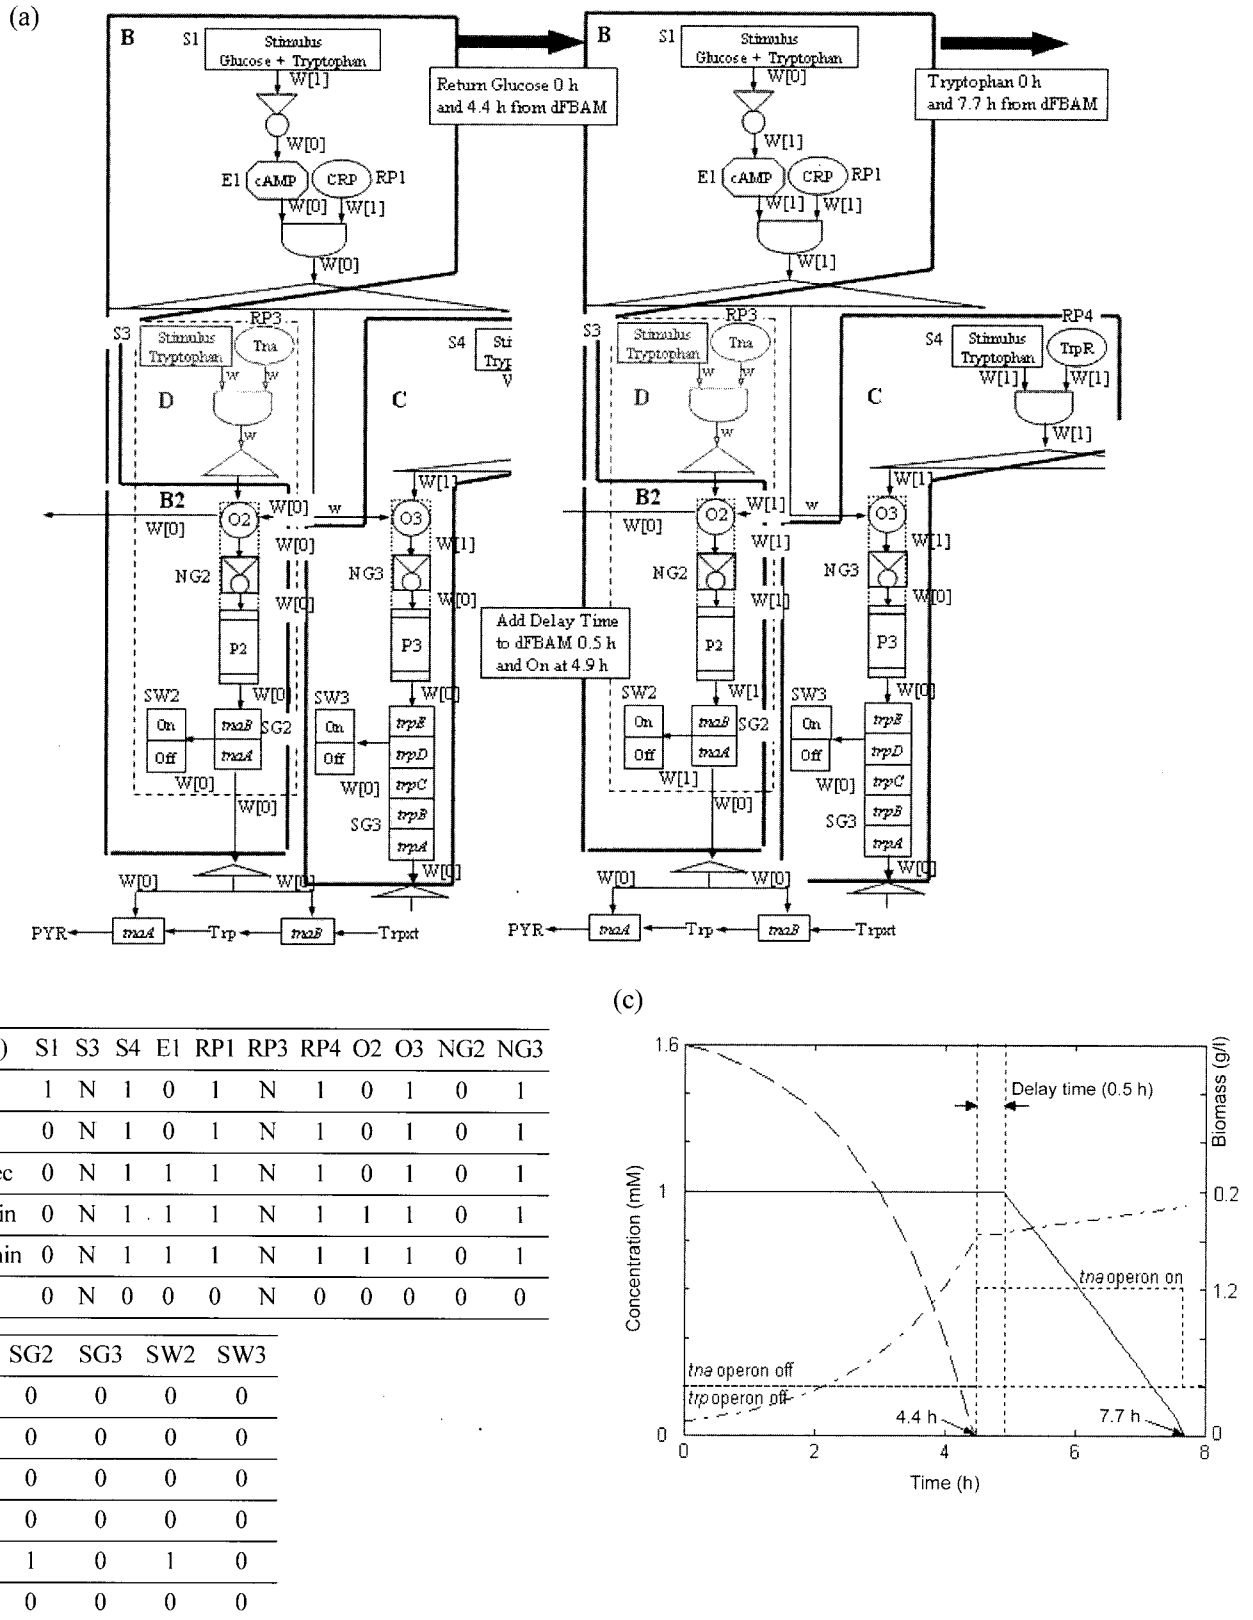 (a)
B
S1
Stimulus
Glucose + Tryptophan
W[1]
W[0]
E1
cAMP
CRP
RP1
W[0]
W[1]
W[0]
Return Glucose 0 h
and 4.4 h from dFBAM
B
S1
Stimulus
Glucose + Tryptophan
W[0]
W[1]
E1
cAMP
CRP
RP1
W[1]
W[1]
W[1]
Tryptophan 0 h
and 7.7 h from dFBAM
S3
RP3
Stimulus
Tryptophan
Tna
w
w
D
w
S4
C
B2
W[0]
O2
W[0]
w
W[1]
O3
W[0]
W[1]
NG2
W[0]
NG3
W[0]
P2
P3
W[0]
W[0]
SW2
On
Off
W[0]
tnaB
tnaA
SG2
W[0]
SW3
On
Off
W[0]
SG3
trpE
trpD
trpC
trpB
trpA
W[0]
W[0]
W[0]
PYR
tnaA
Trp
tnaB
Trpxt
Add Delay Time
to dFBAM 0.5 h
and On at 4.9 h
S3
RP3
Stimulus
Tryptophan
Tna
w
w
D
w
S4
Stimulus
Tryptophan
RP4
TrpR
W[1]
W[1]
W[1]
C
B2
W[0]
O2
W[1]
w
W[1]
O3
W[1]
W[1]
NG2
W[1]
NG3
W[0]
P2
P3
W[1]
W[0]
SW2
On
Off
W[1]
tnaB
tnaA
SG2
W[0]
SW3
On
Off
W[0]
SG3
trpE
trpD
trpC
trpB
trpA
W[0]
W[0]
W[0]
PYR
tnaA
Trp
tnaB
Trpxt
) S1 S3 S4 E1 RP1 RP3 RP4 O2 O3 NG2 NG3
1 N 1 0 1 N 1 0 1 0 1
0 N 1 0 1 N 1 0 1 0 1
ec 0 N 1 1 1 N 1 0 1 0 1
in 0 N 1 1 1 N 1 1 1 0 1
nin 0 N 1 1 1 N 1 1 1 0 1
0 N 0 0 0 N 0 0 0 0 0
SG2 SG3 SW2 SW3
0 0 0 0
0 0 0 0
0 0 0 0
0 0 0 0
1 0 1 0
0 0 0 0
(c)
1.6
1
0
Concentration (mM)
Delay time (0.5 h)
tna operon on
tna operon off
trp operon off
4.4 h
7.7 h
0 2 4 6 8
Time (h)
Biomass (g/l)
0.2
1.2
0